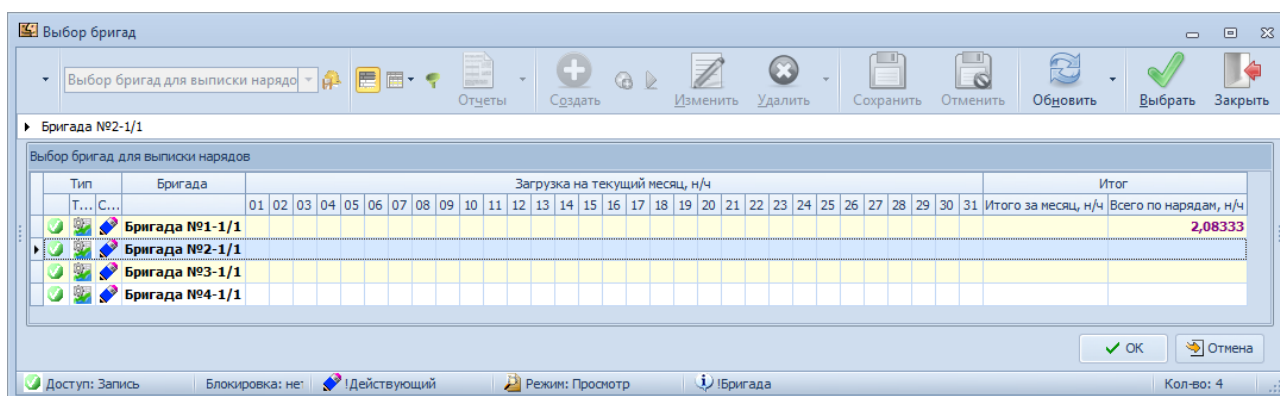 Выбор бригад
Выбор бригад для выписки нарядо
Отчеты Создать Изменить Удалить Сохранить Отменить Обновить Выбрать Закрыть
Бригада №2-1/1
Выбор бригад для выписки нарядов
Тип Бригада Загрузка на текущий месяц, н/ч Итог
Т... С... 01 02 03 04 05 06 07 08 09 10 11 12 13 14 15 16 17 18 19 20 21 22 23 24 25 26 27 28 29 30 31 Итого за месяц, н/ч Всего по нарядам, н/ч
Бригада №1-1/1 2,08333
Бригада №2-1/1
Бригада №3-1/1
Бригада №4-1/1
OK Отмена
Доступ: Запись Блокировка: нет !Действующий Режим: Просмотр !Бригада Кол-во: 4